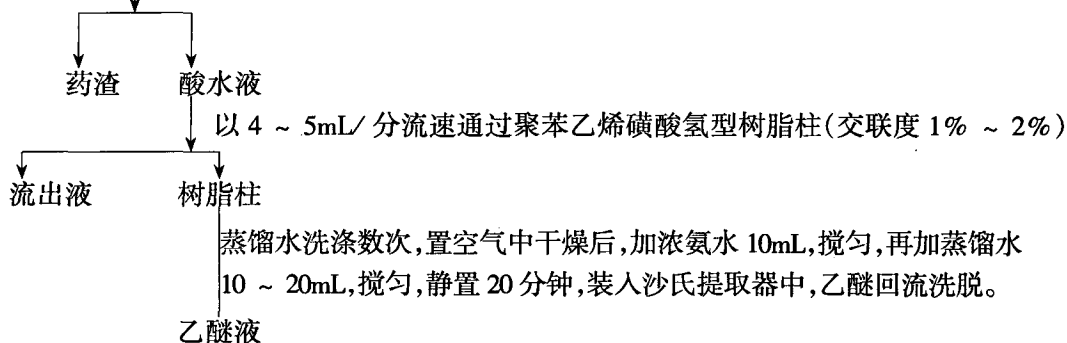 药渣 酸水液
以 4 ~ 5mL/ 分流速通过聚苯乙烯磺酸氢型树脂柱(交联度 1% ~ 2%)
流出液 树脂柱
蒸馏水洗涤数次,置空气中干燥后,加浓氨水 10mL,搅匀,再加蒸馏水
10 ~ 20mL,搅匀,静置 20 分钟,装入沙氏提取器中,乙醚回流洗脱。
乙醚液